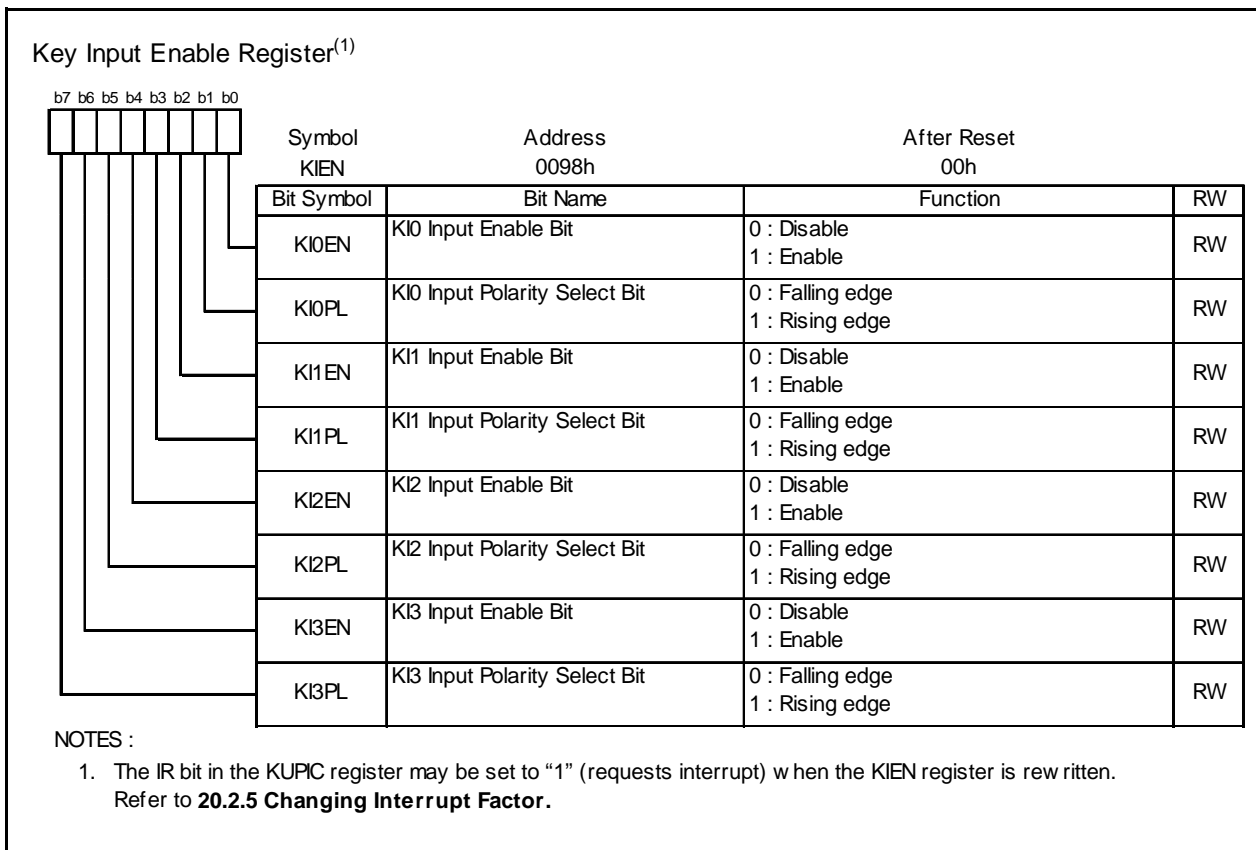 Key Input Enable Register(1)
b7 b6 b5 b4 b3 b2 b1 b0
Symbol Address After Reset
KIEN 0098h 00h
Bit Symbol Bit Name Function RW
KI0EN KI0 Input Enable Bit 0 : Disable
1 : Enable RW
KI0PL KI0 Input Polarity Select Bit 0 : Falling edge
1 : Rising edge RW
KI1EN KI1 Input Enable Bit 0 : Disable
1 : Enable RW
KI1PL KI1 Input Polarity Select Bit 0 : Falling edge
1 : Rising edge RW
KI2EN KI2 Input Enable Bit 0 : Disable
1 : Enable RW
KI2PL KI2 Input Polarity Select Bit 0 : Falling edge
1 : Rising edge RW
KI3EN KI3 Input Enable Bit 0 : Disable
1 : Enable RW
KI3PL KI3 Input Polarity Select Bit 0 : Falling edge
1 : Rising edge RW
NOTES :
1. The IR bit in the KUPIC register may be set to “1” (requests interrupt) w hen the KIEN register is rew ritten.
Refer to 20.2.5 Changing Interrupt Factor.